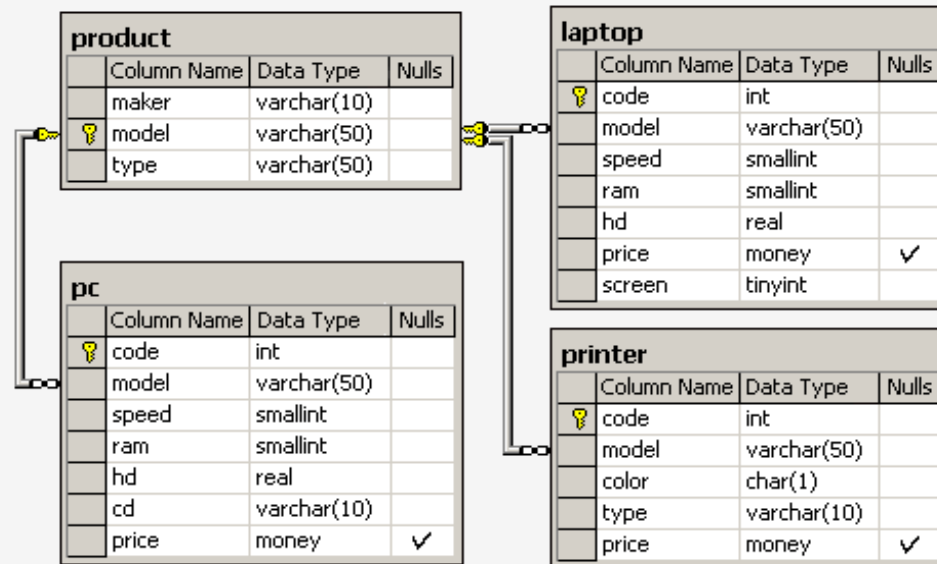 product
Column Name Data Type Nulls
maker varchar(10)
model varchar(50)
type varchar(50)
pc
Column Name Data Type Nulls
code int
model varchar(50)
speed smallint
ram smallint
hd real
cd varchar(10)
price money ✓
laptop
Column Name Data Type Nulls
code int
model varchar(50)
speed smallint
ram smallint
hd real
price money ✓
screen tinyint
printer
Column Name Data Type Nulls
code int
model varchar(50)
color char(1)
type varchar(10)
price money ✓